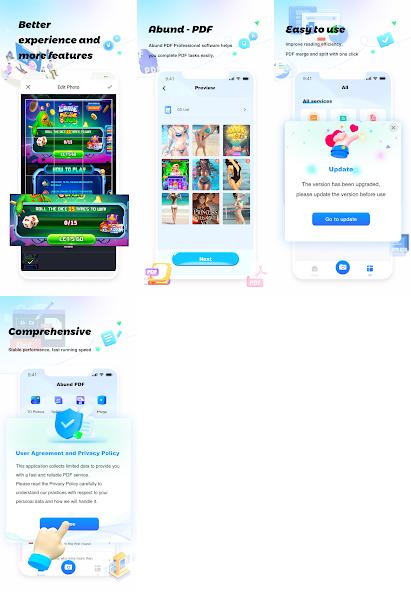 Better
experience and
more features
Edit Photo
ROLL THE DICE 15 TIMES TO WIN!
0/15
LET'S GO
HOW TO PLAY
ROLL THE DICE 15 TIMES TO WIN!
0/15
LET'S GO
Abund - PDF
Abund PDF Professional software helps
you complete PDF tasks easily.
9:41
Preview
Next
PDF
PDF
Easy to use
Improve reading efficiency,
PDF merge and split with one click
9:41
All
All services
Update
The version has been upgraded,
please update the version before use
Go to update
Comprehensive
Stable performance, fast running speed
9:41
Abund PDF
User Agreement and Privacy Policy
This application collects limited data to provide you
with a fast and reliable PDF service.
Please read the Privacy Policy carefully to
understand our practices with respect to your
personal data and how we will handle it.